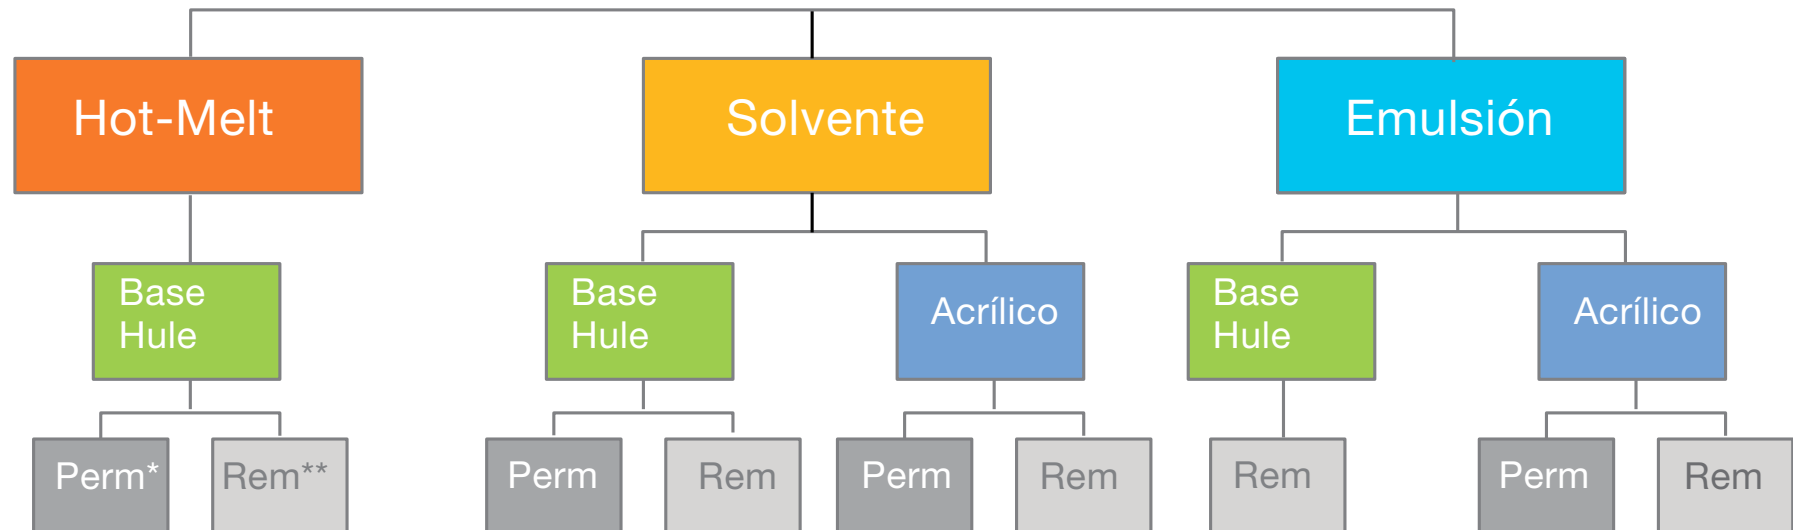 Hot-Melt
Solvente
Emulsión
Base
Hule
Base
Hule
Acrílico
Base
Hule
Acrílico
Perm*
Rem**
Perm
Rem
Perm
Rem
Rem
Perm
Rem